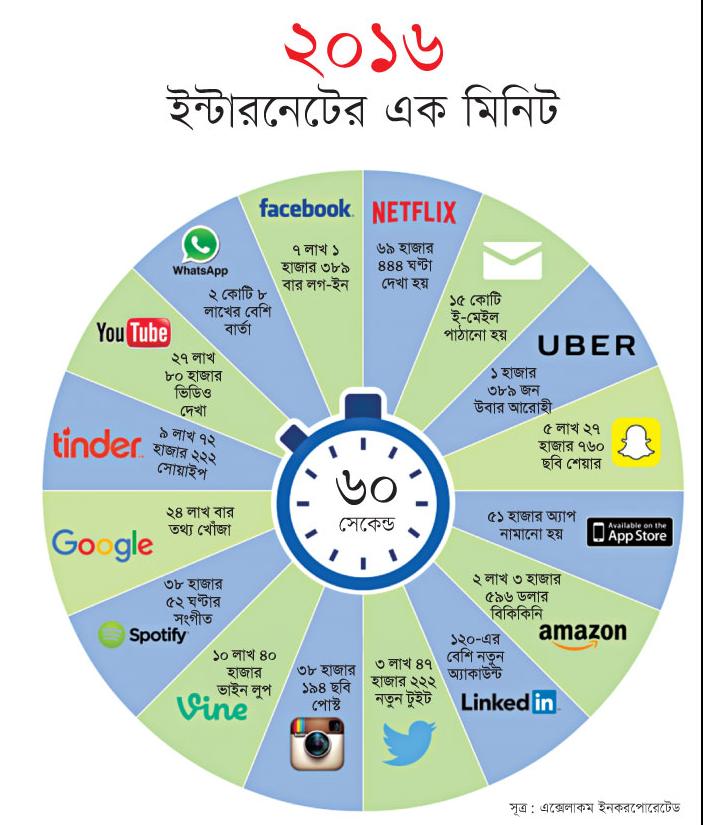 ২০১৬
ইন্টারনেটের এক মিনিট
facebook.
৭ লাখ ১
হাজার ৩৮৯
বার লগ-ইন
NETFLIX
৬৯ হাজার
৪৪৪ ঘণ্টা
দেখা হয়
১৫ কোটি
ই-মেইল
পাঠানো হয়
UBER
১ হাজার
৩৮৯ জন
উবার আরোহী
৫ লাখ ২৭
হাজার ৭৬০
ছবি শেয়ার
৫১ হাজার অ্যাপ
নামানো হয়
Available on the
App Store
২ লাখ ৩ হাজার
৫৯৬ ডলার
বিকিকিনি
amazon
১২০-এর
বেশি নতুন
অ্যাকাউন্ট
Linked in
৩ লাখ ৪৭
হাজার ২২২
নতুন টুইট
৩৮ হাজার
১৯৪ ছবি
পোস্ট
১০ লাখ ৪০
হাজার
ভাইন লুপ
Vine
৩৮ হাজার
৫২ ঘণ্টার
সংগীত
Spotify
২৪ লাখ বার
তথ্য খোঁজা
Google
tinder
৯ লাখ ৭২
হাজার ২২২
সোয়াইপ
YouTube
২৭ লাখ
৮০ হাজার
ভিডিও
দেখা
WhatsApp
২ কোটি ৮
লাখের বেশি
বার্তা
৬০
সেকেন্ড
সূত্র : এক্সেলাকম ইনকরপোরেটেড